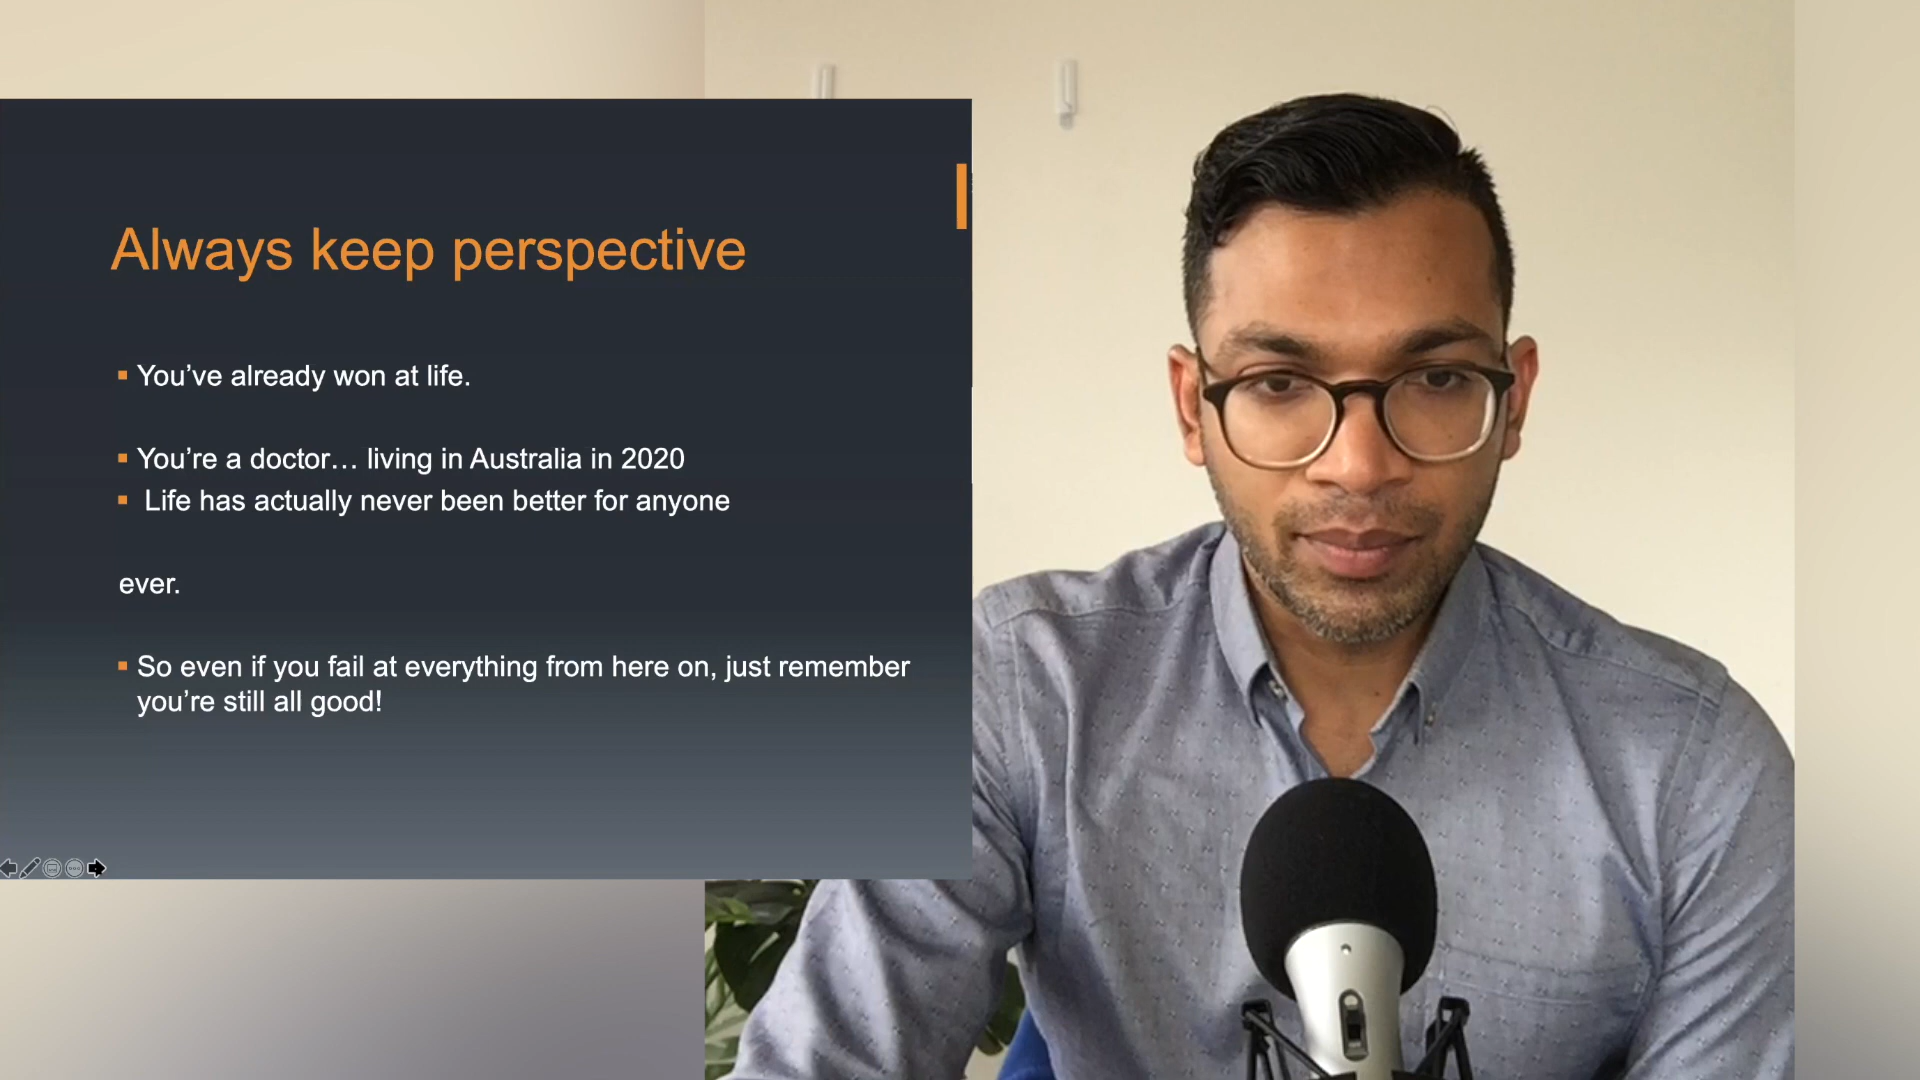 Always keep perspective
You’ve already won at life.
You’re a doctor… living in Australia in 2020
Life has actually never been better for anyone
ever.
So even if you fail at everything from here on, just remember
you’re still all good!